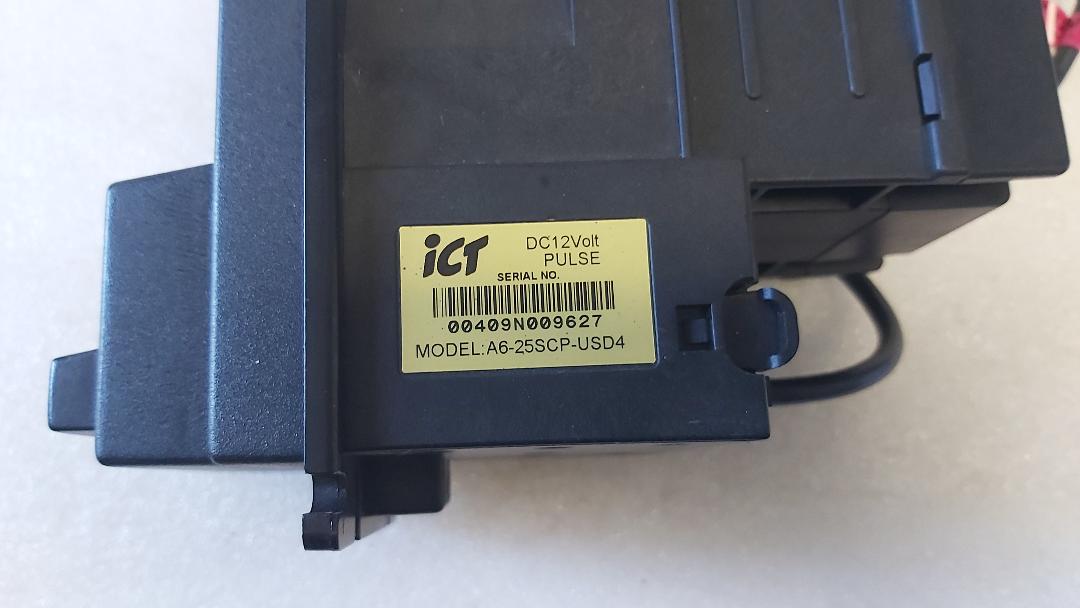 ICT
DC12Volt
PULSE
SERIAL NO.
00409N009627
MODEL:A6-25SCP-USD4